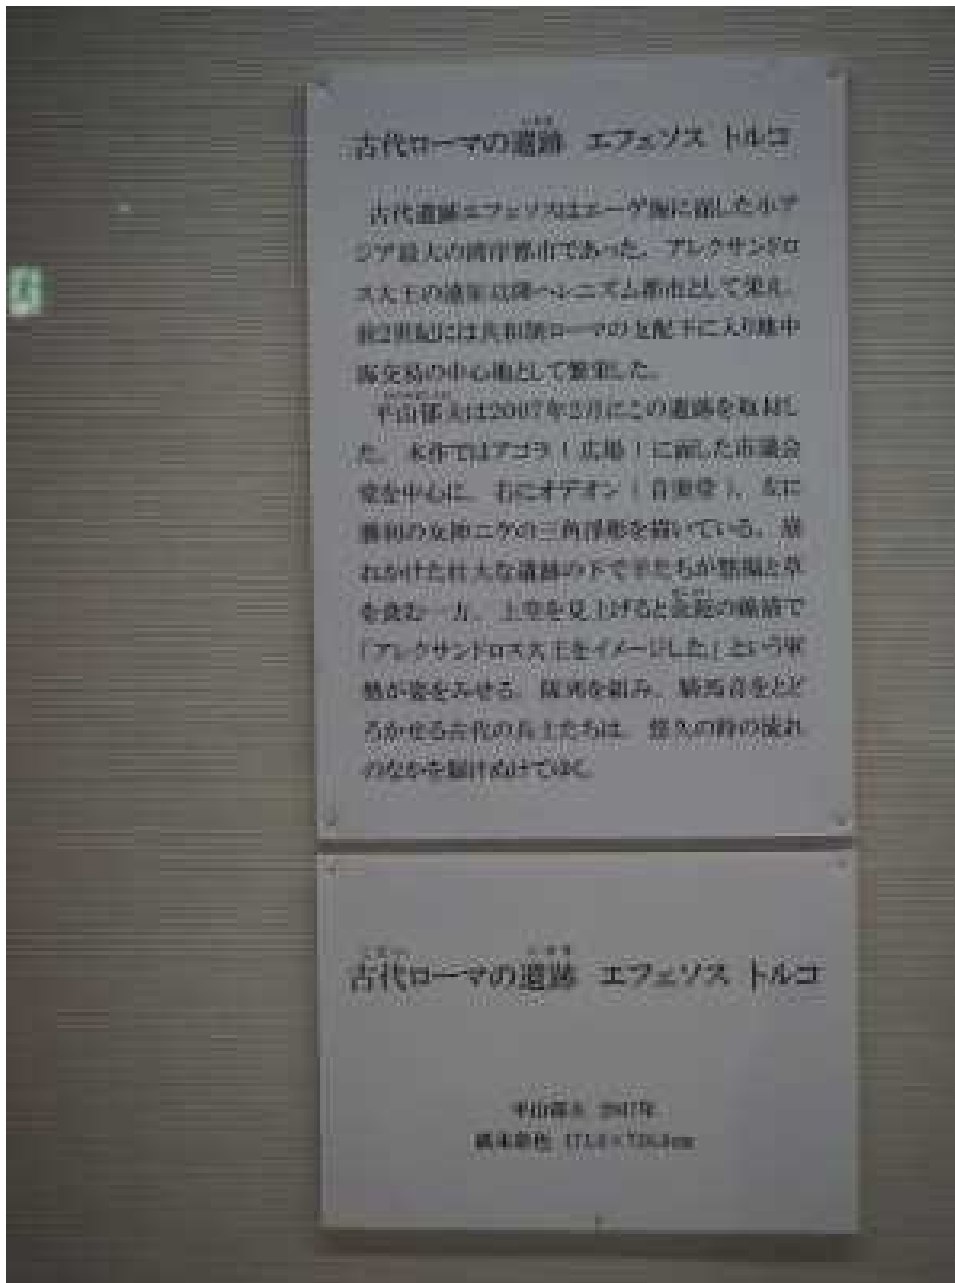 古代ローマの遺跡 エフェソス トルコ
古代遺跡エフェソスはエーゲ海に面した小ア
ジア最大の湾岸都市であった。アレクサンドロ
ス大王の遠征以降ヘレニズム都市として栄え、
前2世紀には共和制ローマの支配下に入り地中
海交易の中心地として繁栄した。
平山郁夫は2007年2月にこの遺跡を取材し
た。本作ではアゴラ(広場)に面した市議会
堂を中心に、右にオデオン(音楽堂)、左に
勝利の女神ニケの三角浮彫を描いている。崩
れかけた壮大な遺跡の下で羊たちが悠揚と草
を食む一方、上空を見上げると金泥の線描で
「アレクサンドロス大王をイメージした」という軍
勢が姿をみせる。隊列を組み、騎馬音をとど
ろかせる古代の兵士たちは、悠久の時の流れ
のなかを駆けぬけてゆく。
古代ローマの遺跡 エフェソス トルコ
平山郁夫 2007年
紙本彩色